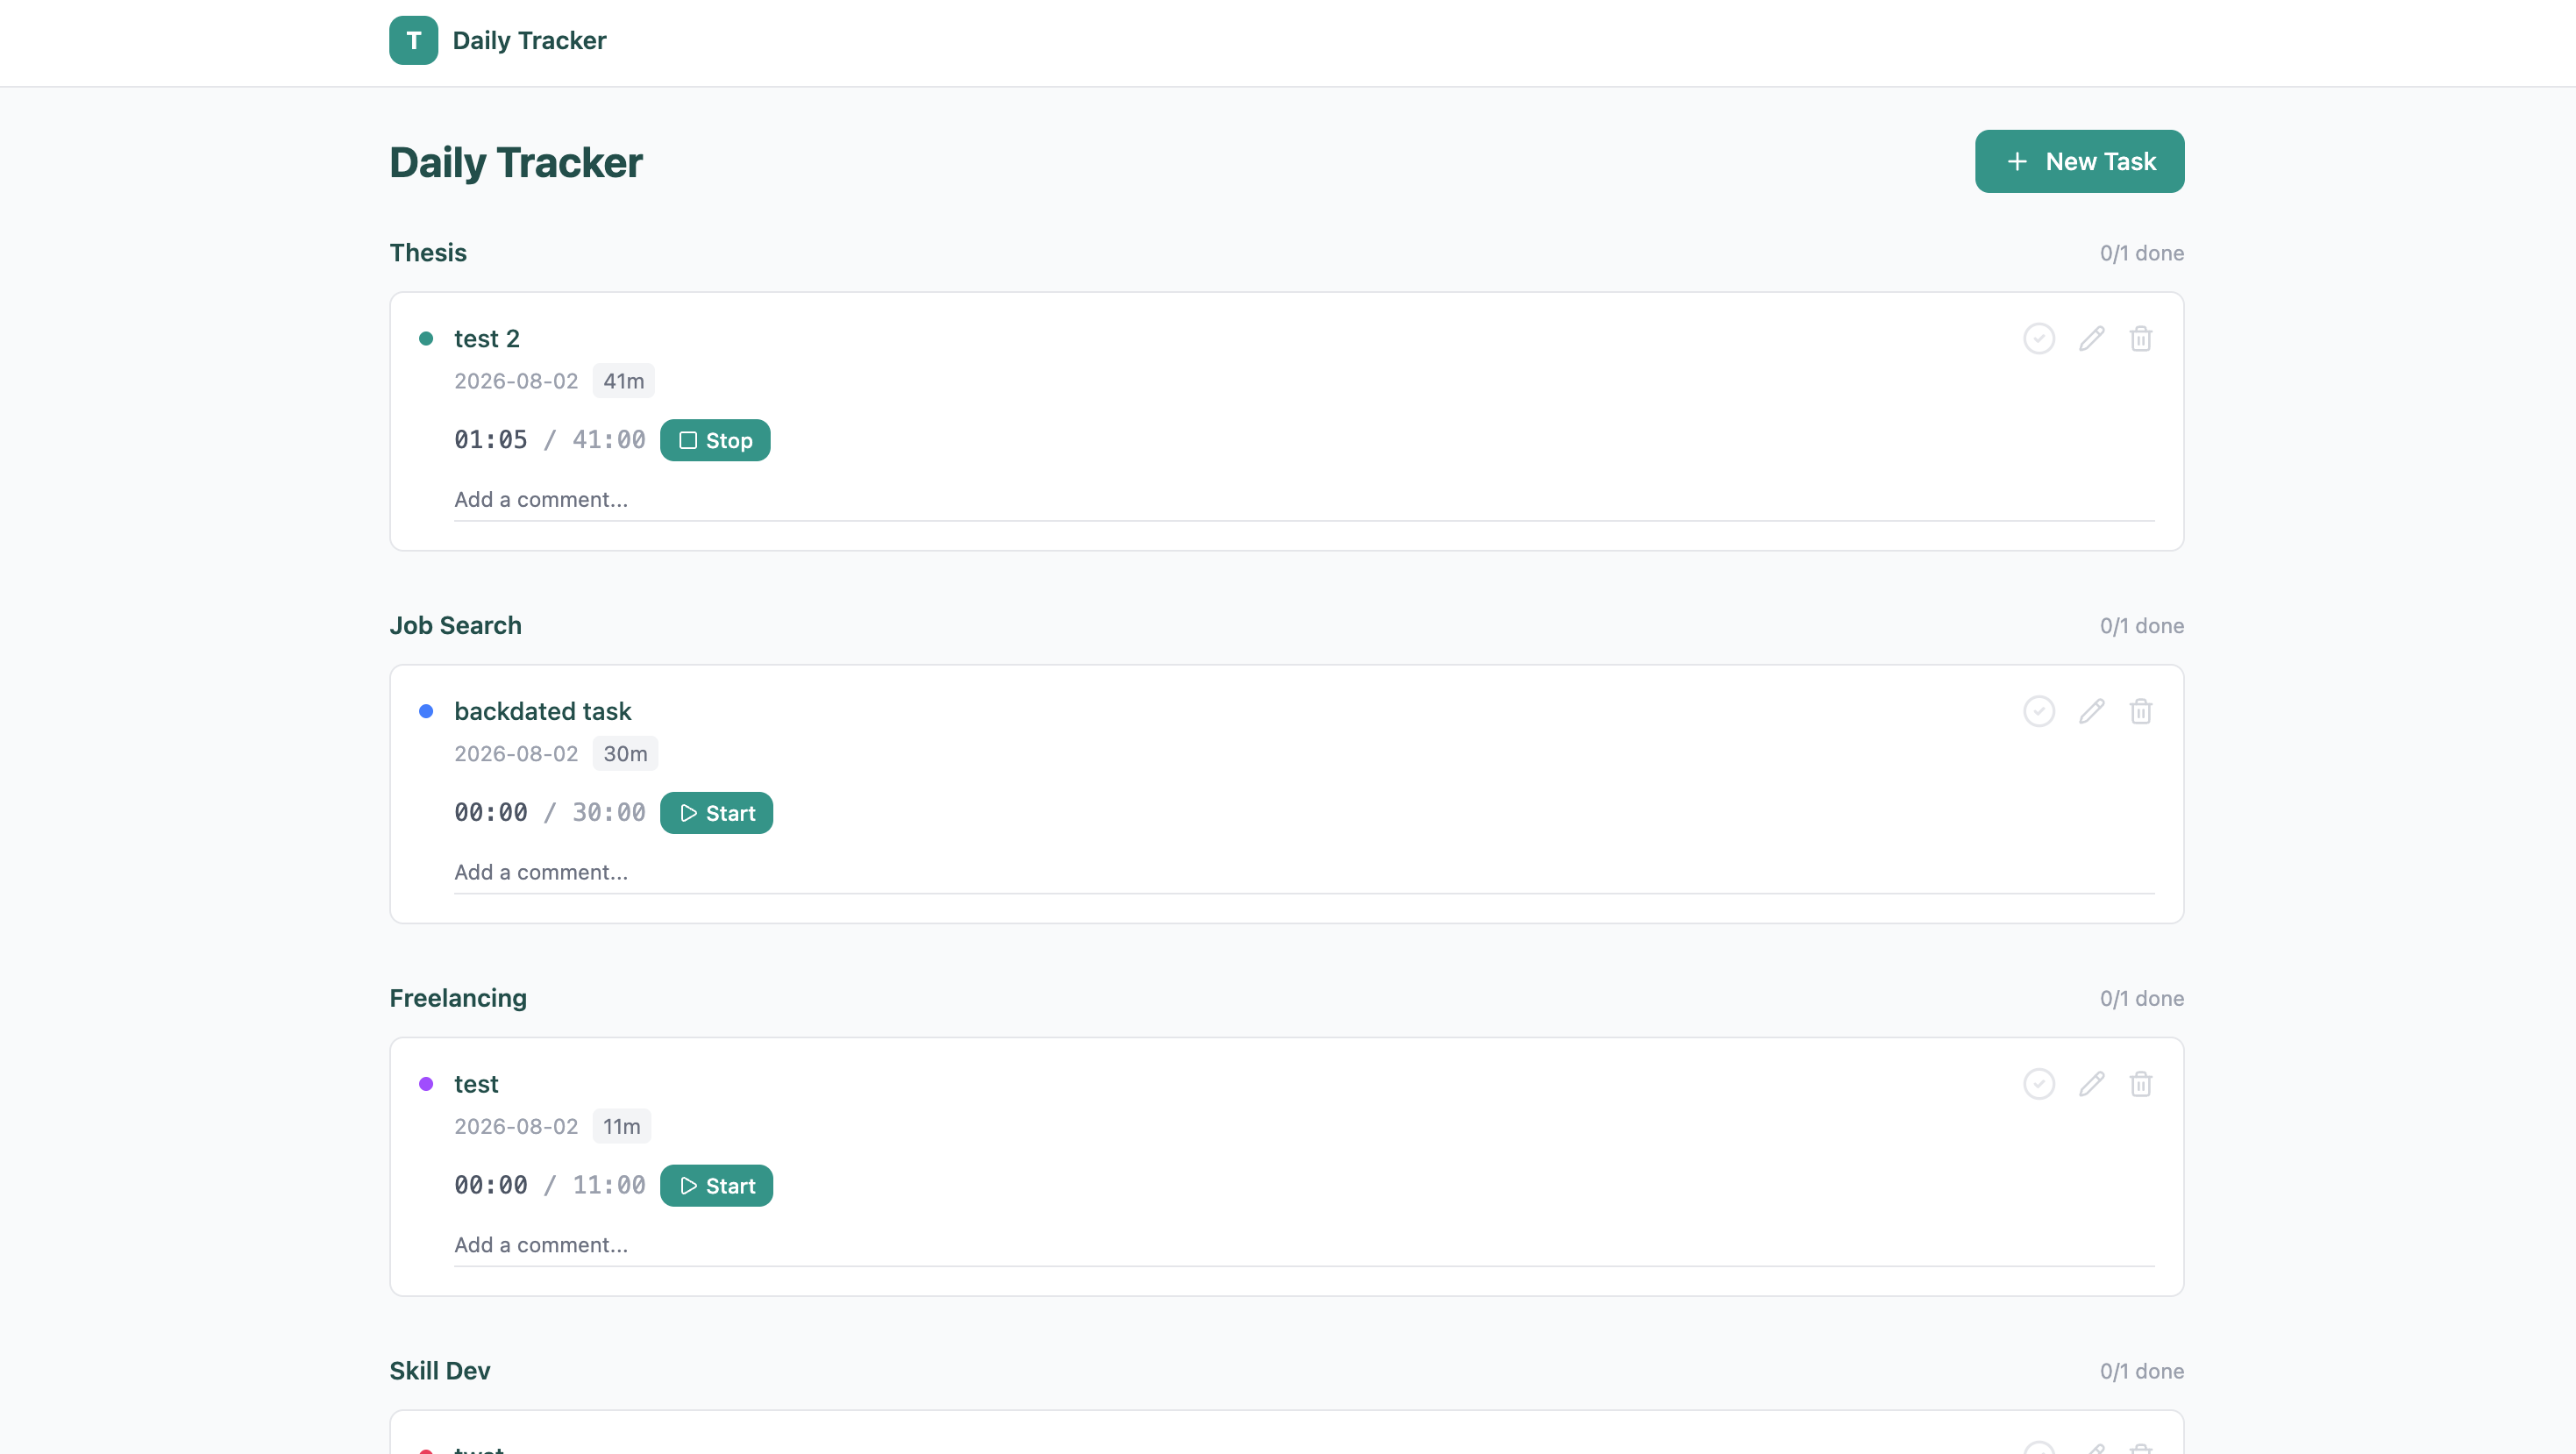 T Daily Tracker
Daily Tracker
+ New Task
Thesis
0/1 done
test 2
2026-08-02 41m
01:05 / 41:00 Stop
Add a comment...
Job Search
0/1 done
backdated task
2026-08-02 30m
00:00 / 30:00 Start
Add a comment...
Freelancing
0/1 done
test
2026-08-02 11m
00:00 / 11:00 Start
Add a comment...
Skill Dev
0/1 done